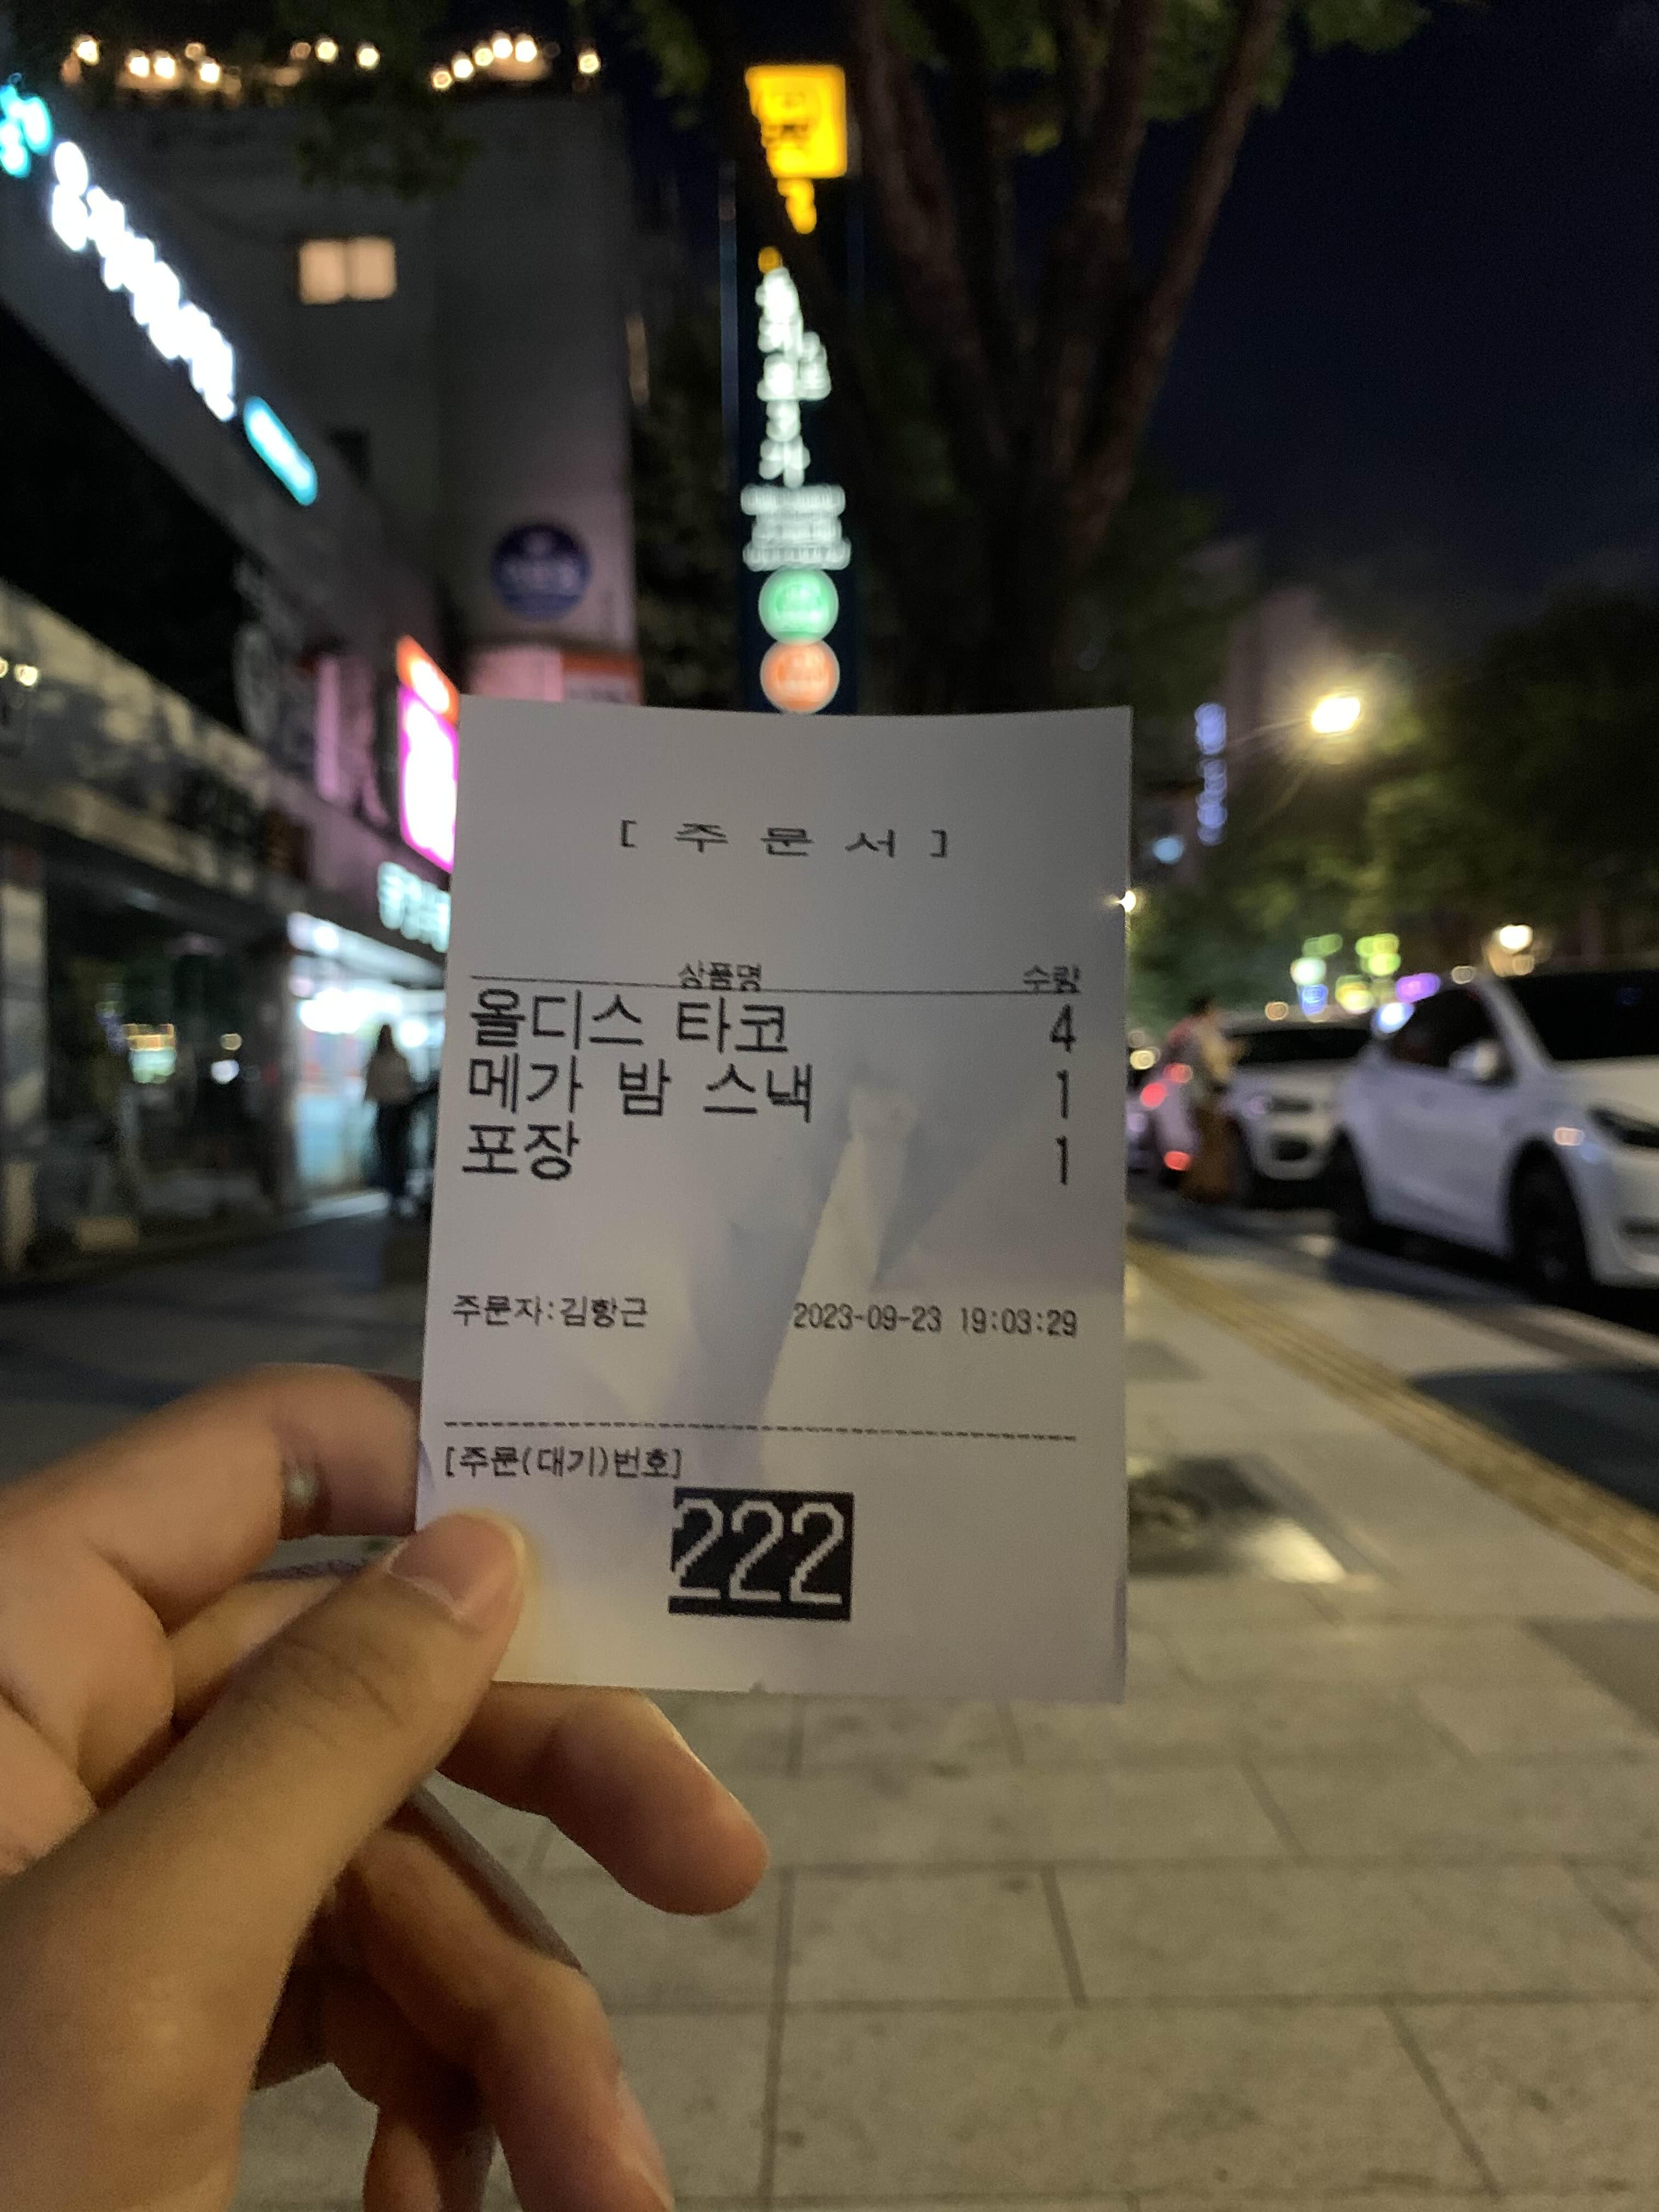 [ 주 문 서 ]
상품명 수량
올디스 타코 4
메가 밤 스낵 1
포장 1
주문자:김항근 2023-09-23 19:03:29
[주문(대기)번호]
222